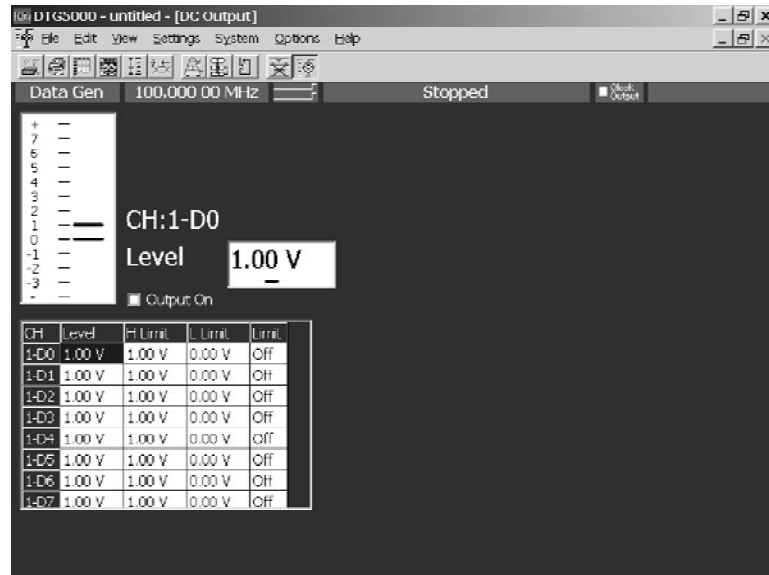 DTG5000 - untitled - [DC Output]
File Edit View Settings System Options Help
Data Gen 100.000 00 MHz Stopped Clock Output
+
7
6
5
4
3
2
1
0
-1
-2
-3
-
CH:1-D0
Level 1.00 V
Output On
CH Level H Limit L Limit Limit
1-D0 1.00 V 1.00 V 0.00 V Off
1-D1 1.00 V 1.00 V 0.00 V Off
1-D2 1.00 V 1.00 V 0.00 V Off
1-D3 1.00 V 1.00 V 0.00 V Off
1-D4 1.00 V 1.00 V 0.00 V Off
1-D5 1.00 V 1.00 V 0.00 V Off
1-D6 1.00 V 1.00 V 0.00 V Off
1-D7 1.00 V 1.00 V 0.00 V Off